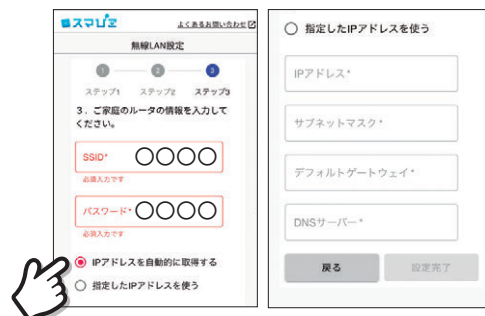 スマリモ
よくあるお問い合わせ
無線LAN設定
1 2 3
ステップ1 ステップ2 ステップ3
3．ご家庭のルータの情報を入力して
ください。
SSID* ○○○○
必須入力です
パスワード* ○○○○
必須入力です
IPアドレスを自動的に取得する
指定したIPアドレスを使う
指定したIPアドレスを使う
IPアドレス*
サブネットマスク*
デフォルトゲートウェイ*
DNSサーバー*
戻る 設定完了